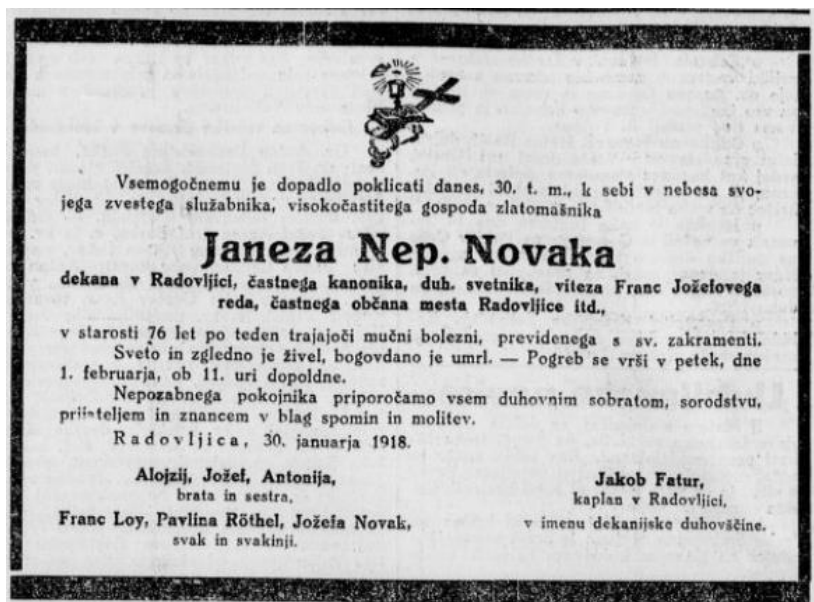 Vsemogočnemu je dopadlo poklicati danes, 30. t. m., k sebi v nebesa svo-
jega zvestega služabnika, visokočastitega gospoda zlatomašnika
Janeza Nep. Novaka
dekana v Radovljici, častnega kanonika, duh. svetnika, viteza Franc Jožefovega
reda, častnega občana mesta Radovljice itd.,
v starosti 76 let po teden trajajoči mučni bolezni, previdenega s sv. zakramenti.
Sveto in zgledno je živel, bogovdano je umrl. — Pogreb se vrši v petek, dne
1. februarja, ob 11. uri dopoldne.
Nepozabnega pokojnika priporočamo vsem duhovnim sobratom, sorodstvu,
prijateljem in znancem v blag spomin in molitev.
Radovljica, 30. januarja 1918.
Alojzij, Jožef, Antonija,
brata in sestra,
Franc Loy, Pavlina Röthel, Jožefa Novak,
svak in svakinji.
Jakob Fatur,
kaplan v Radovljici,
v imenu dekanijske duhovščine.